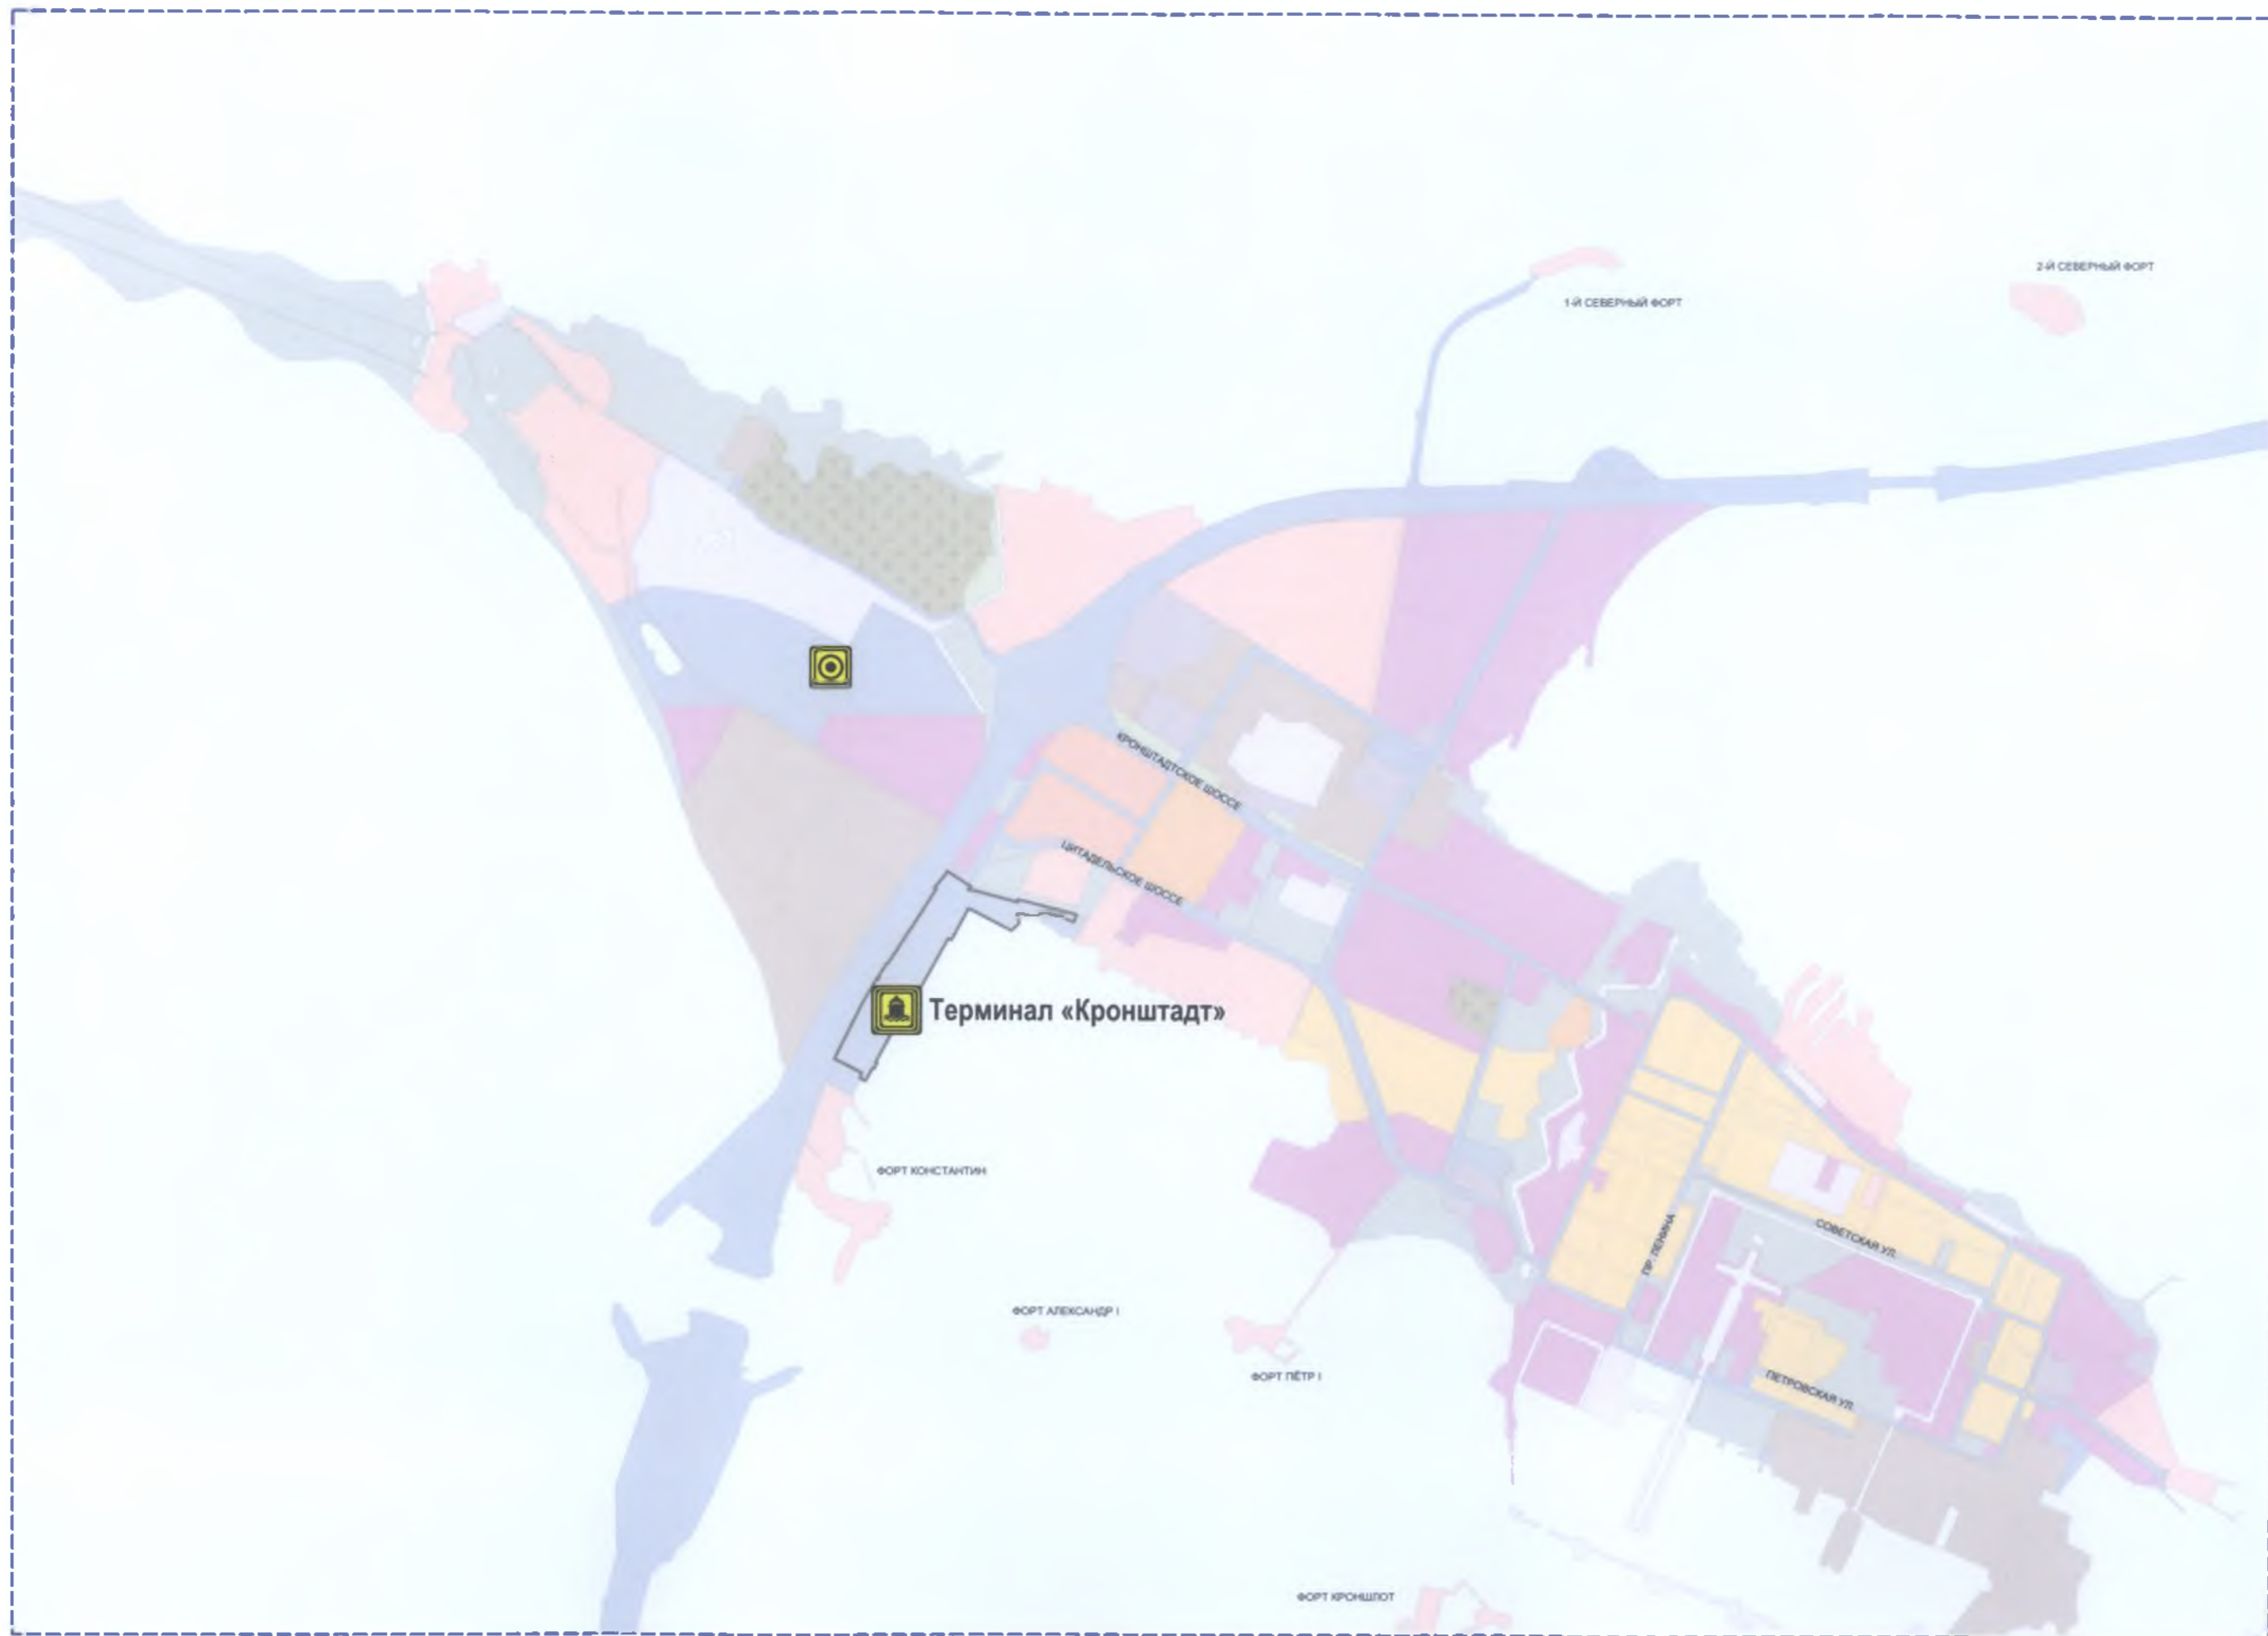 2-Й СЕВЕРНЫЙ ФОРТ
1-Й СЕВЕРНЫЙ ФОРТ
КРОНШТАДТСКОЕ ШОССЕ
ЦИТАДЕЛЬСКОЕ ШОССЕ
Терминал «Кронштадт»
ФОРТ КОНСТАНТИН
СОВЕТСКАЯ УЛ.
ПР. ЛЕНИНА
ФОРТ АЛЕКСАНДР I
ФОРТ ПЁТР I
ПЕТРОВСКАЯ УЛ.
ФОРТ КРОНШЛОТ